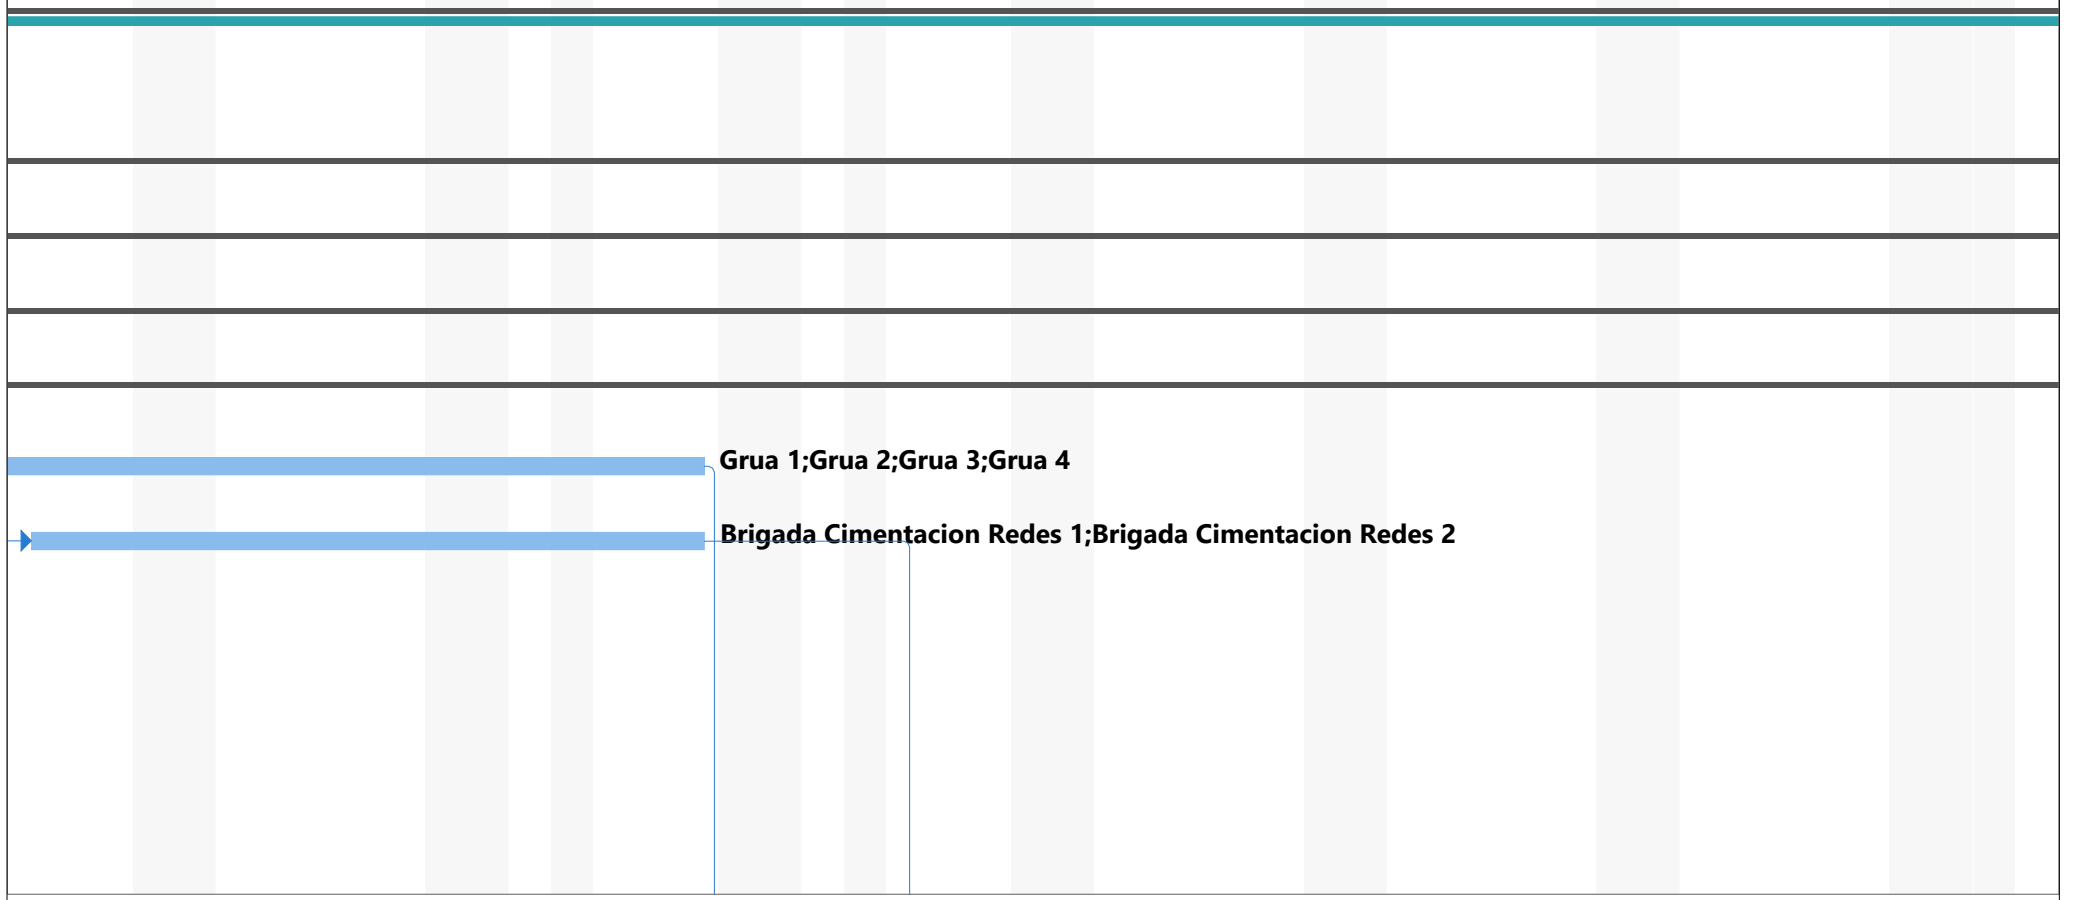 Grua 1;Grua 2;Grua 3;Grua 4
Brigada Cimentacion Redes 1;Brigada Cimentacion Redes 2